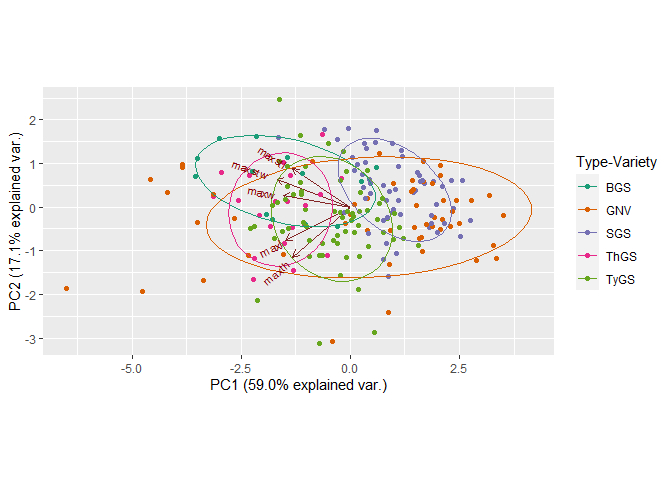 PC2 (17.1% explained var.)
2
1
0
-1
-2
-3
-5.0
-2.5
0.0
2.5
PC1 (59.0% explained var.)
maxw
Type-Variety
BGS
GNV
SGS
ThGS
TyGS